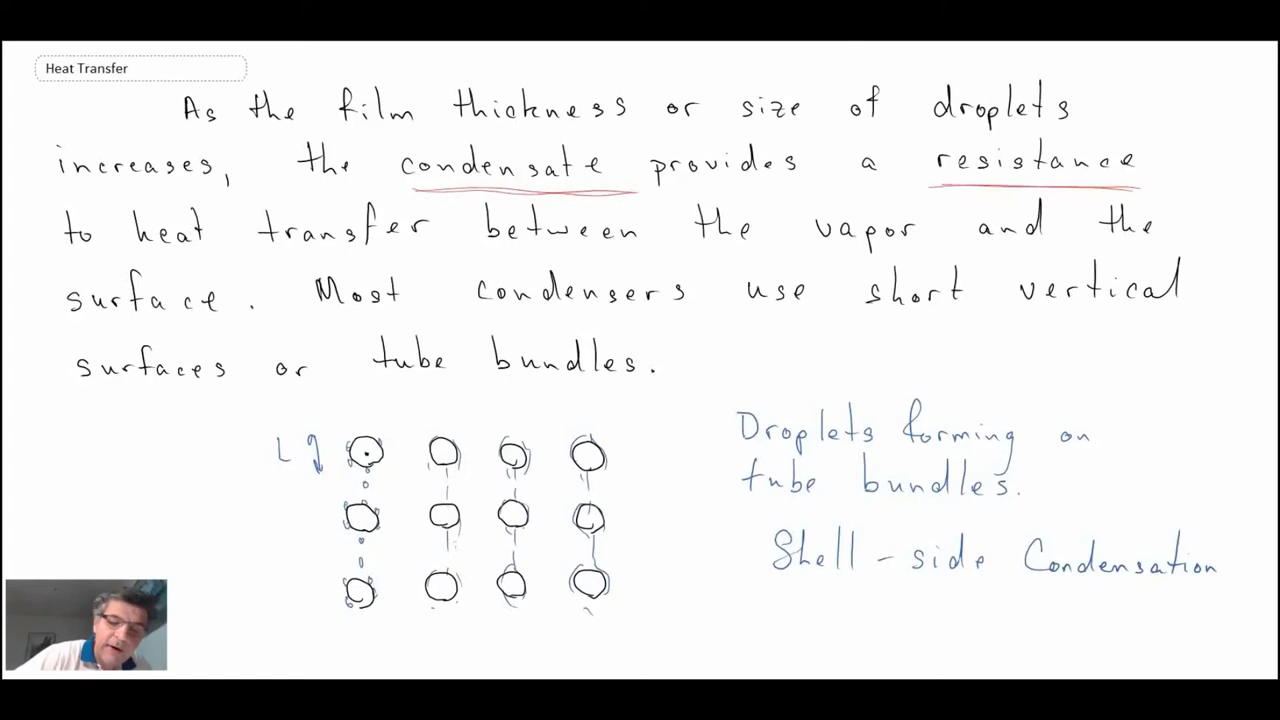 Heat Transfer
As the film thickness or size of droplets
increases, the condensate provides a resistance
to heat transfer between the vapor and the
surface. Most condensers use short vertical
surfaces or tube bundles.
Droplets forming on
tube bundles.
Shell-side Condensation